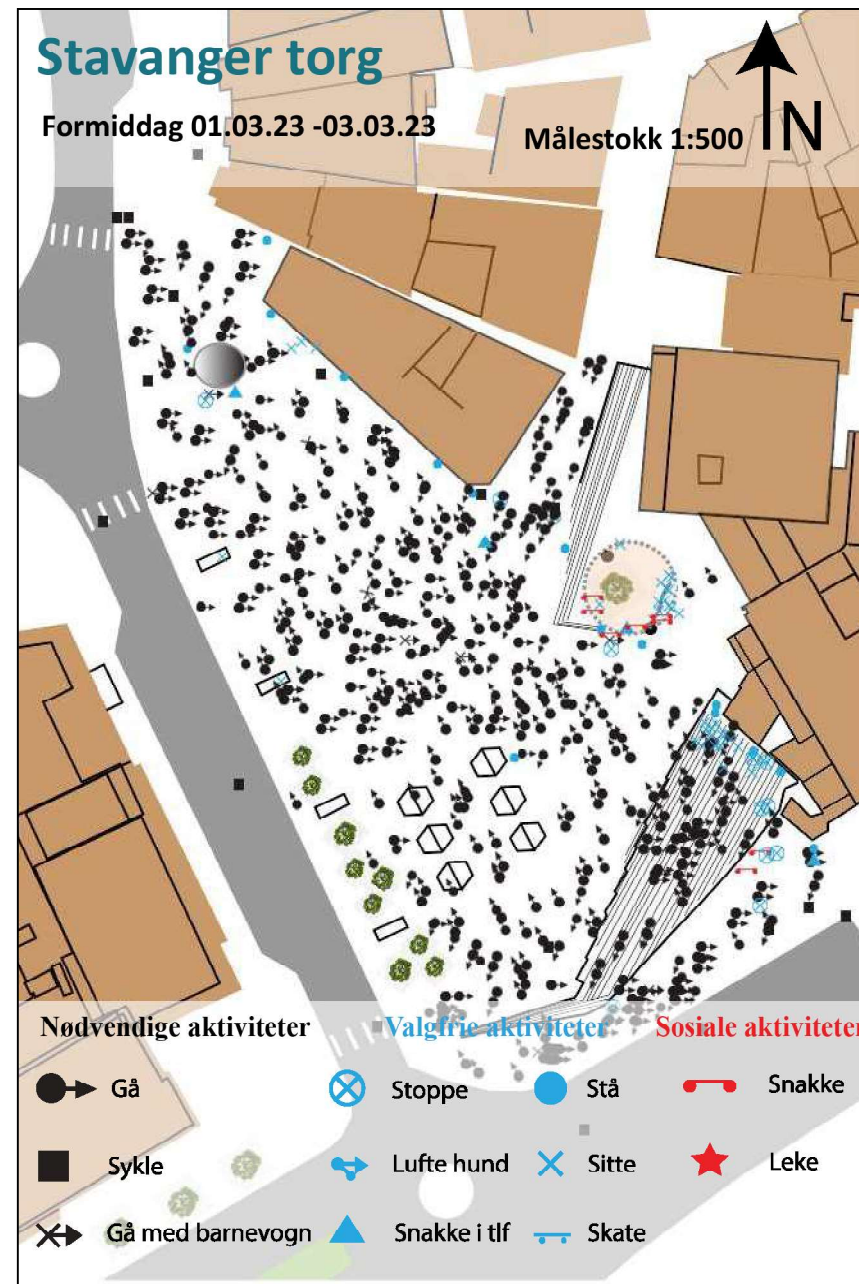 Stavanger torg
Formiddag 01.03.23 -03.03.23
Målestokk 1:500
N
Nødvendige aktiviteter
Valgfrie aktiviteter
Sosiale aktiviteter
Gå
Stoppe
Stå
Snakke
Sykle
Lufte hund
Sitte
Leke
Gå med barnevogn
Snakke i tlf
Skate